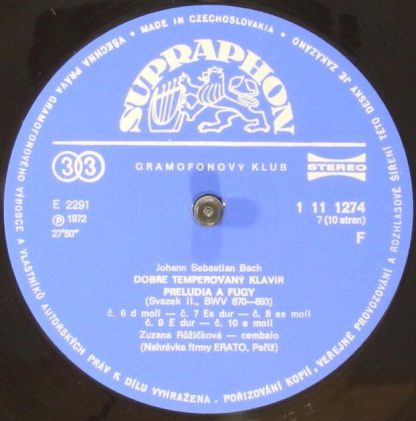 VŠECHNA PRÁVA GRAMOFONOVÉHO VÝROBCE A VLASTNÍKŮ AUTORSKÝCH PRÁV K DÍLU VYHRAŽENA. POŘIZOVÁNÍ KOPIÍ, VEŘEJNÉ PROVOZOVÁNÍ A ROZHLASOVÉ ŠÍŘENÍ TÉTO DESKY JE ZAKÁZÁNO
• MADE IN CZECHOSLOVAKIA •
SUPRAPHON
33
GRAMOFONOVÝ KLUB
STEREO
E 2291
℗ 1972
27'50"
1 11 1274
7 (10 stran)
F
Johann Sebastian Bach
DOBŘE TEMPEROVANÝ KLAVÍR
PRELUDIA A FUGY
(Svazek II., BWV 870—893)
č. 6 d moll — č. 7 Es dur — č. 8 es moll
č. 9 E dur — č. 10 e moll
Zuzana Růžičková — cembalo
(Nahrávka firmy ERATO, Paříž)